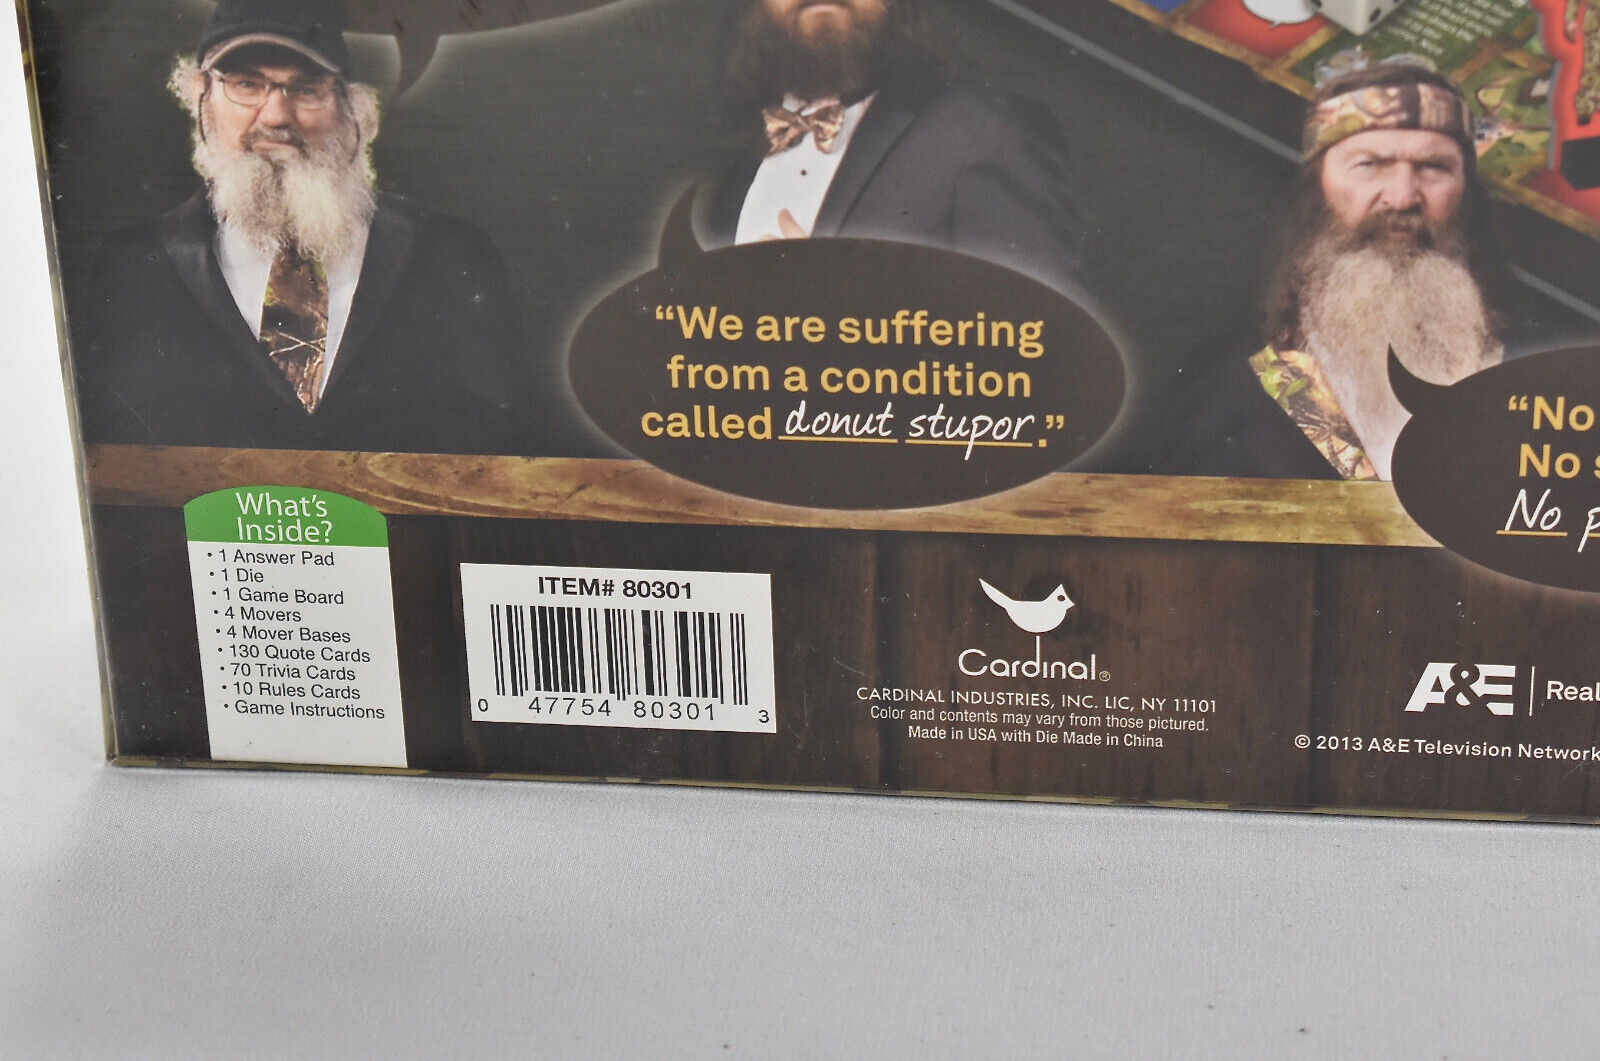 “We are suffering
from a condition
called donut stupor.”
“No
No
No
What's
Inside?
• 1 Answer Pad
• 1 Die
• 1 Game Board
• 4 Movers
• 4 Mover Bases
• 130 Quote Cards
• 70 Trivia Cards
• 10 Rules Cards
• Game Instructions
ITEM# 80301
0 47754 80301 3
Cardinal®
CARDINAL INDUSTRIES, INC. LIC, NY 11101
Color and contents may vary from those pictured.
Made in USA with Die Made in China
A&E | Real
© 2013 A&E Television Network